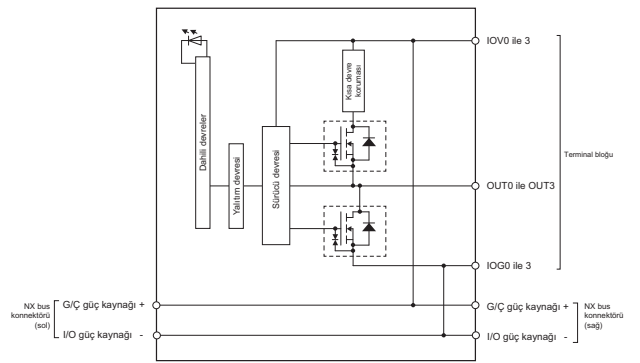 IOV0 ile 3
Kısa devre
koruması
Dahili devreler
Yalıtım devresi
Sürücü devresi
Terminal bloğu
OUT0 ile OUT3
IOG0 ile 3
NX bus
konnektörü
(sol)
G/Ç güç kaynağı +
I/O güç kaynağı -
G/Ç güç kaynağı +
I/O güç kaynağı -
NX bus
konnektörü
(sağ)